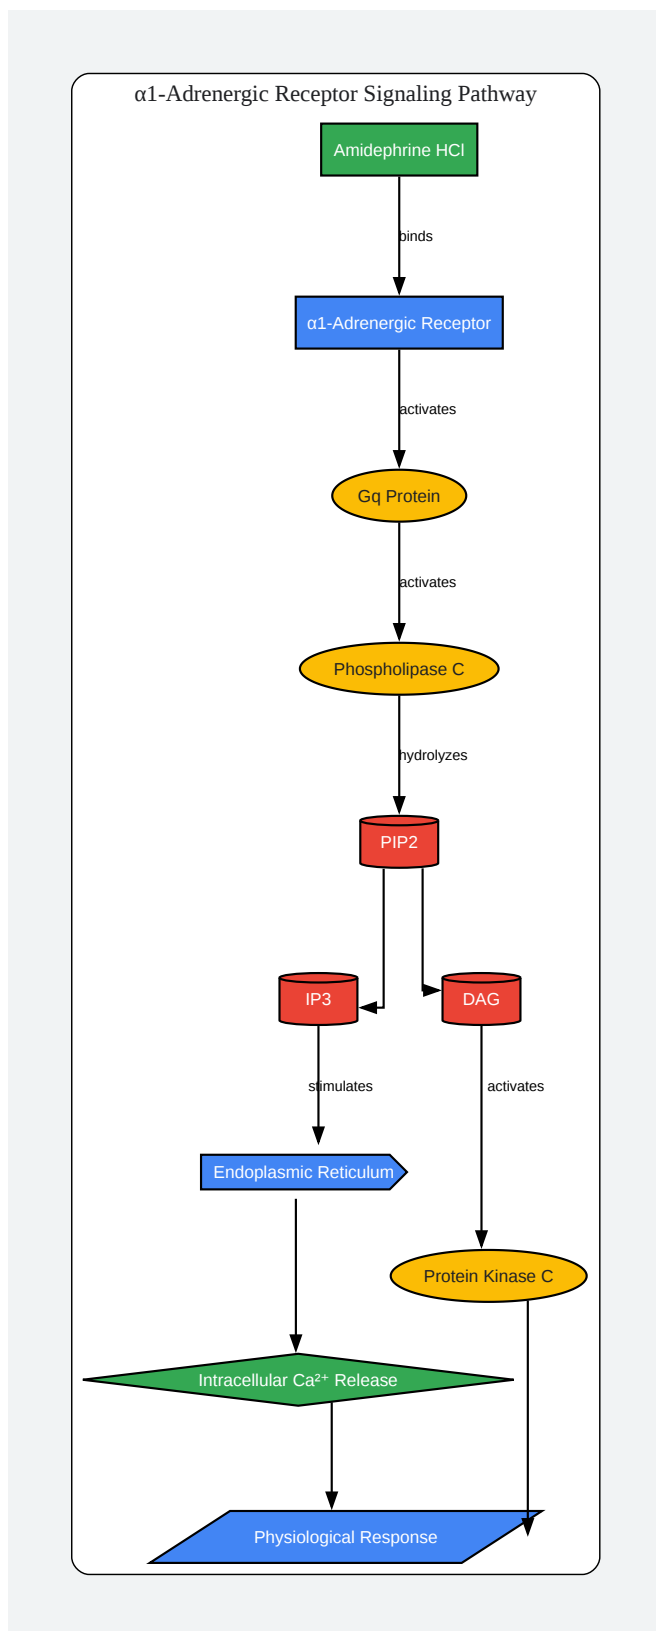 α1-Adrenergic Receptor Signaling Pathway
Amidephrine HCl
binds
α1-Adrenergic Receptor
activates
Gq Protein
activates
Phospholipase C
hydrolyzes
PIP2
IP3
DAG
stimulates
activates
Endoplasmic Reticulum
Protein Kinase C
Intracellular Ca²⁺ Release
Physiological Response